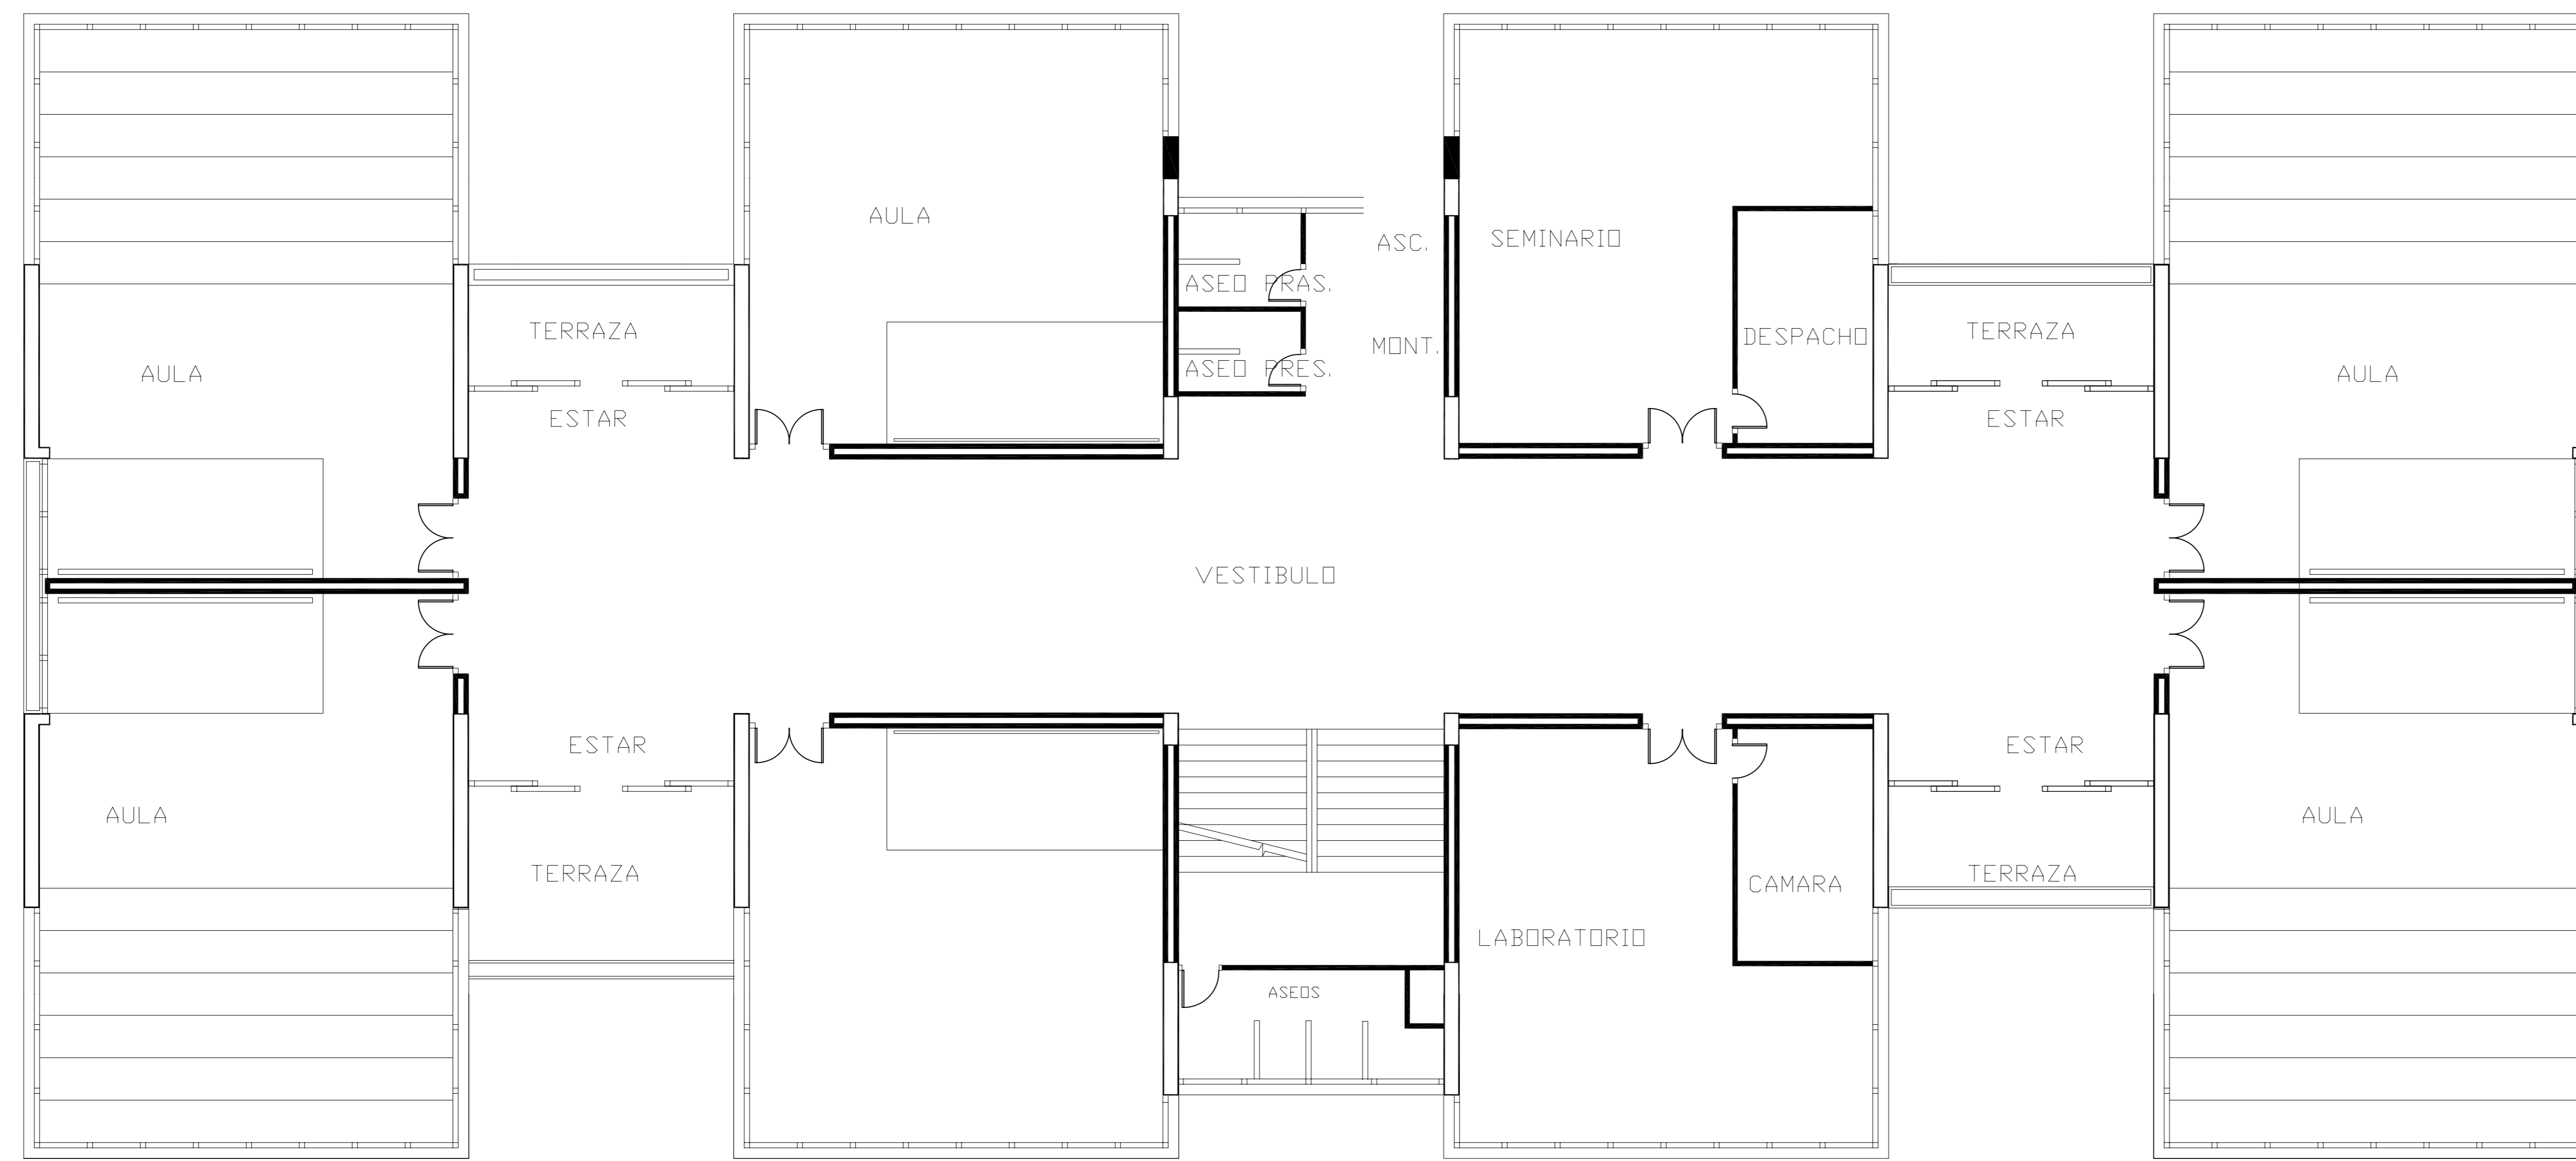 AULA
ASC.
SEMINARIO
ASEO PRAS.
TERRAZA
DESPACHO
TERRAZA
MONT.
ASEO PRES.
AULA
AULA
ESTAR
ESTAR
VESTIBULO
ESTAR
ESTAR
AULA
AULA
TERRAZA
TERRAZA
CAMARA
LABORATORIO
ASEOS